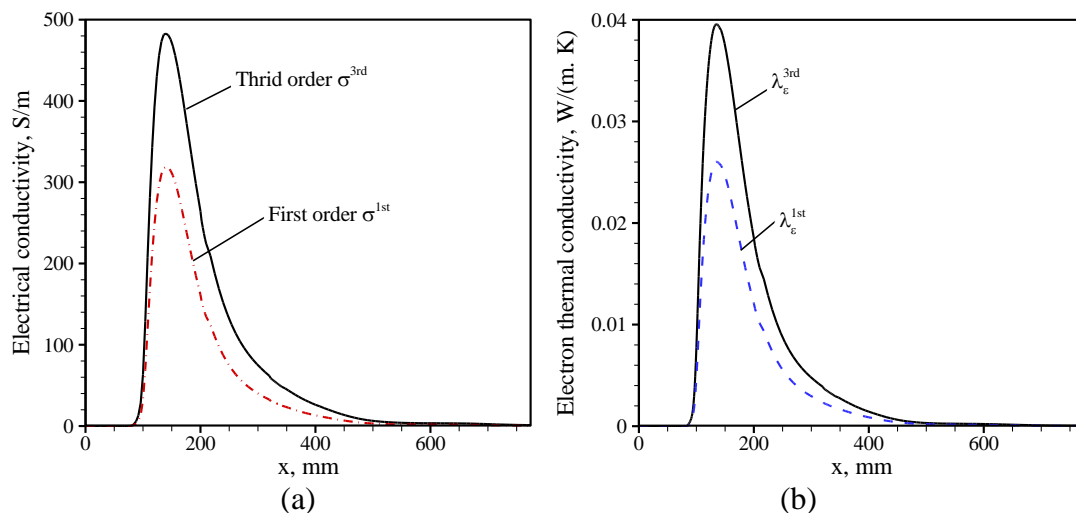 Electrical conductivity, S/m
500
400
300
200
100
0
Thrid order σ³ʳᵈ
First order σ¹ˢᵗ
0 200 400 600
x, mm
(a)
Electron thermal conductivity, W/(m. K)
0.04
0.03
0.02
0.01
0
λε³ʳᵈ
λε¹ˢᵗ
0 200 400 600
x, mm
(b)